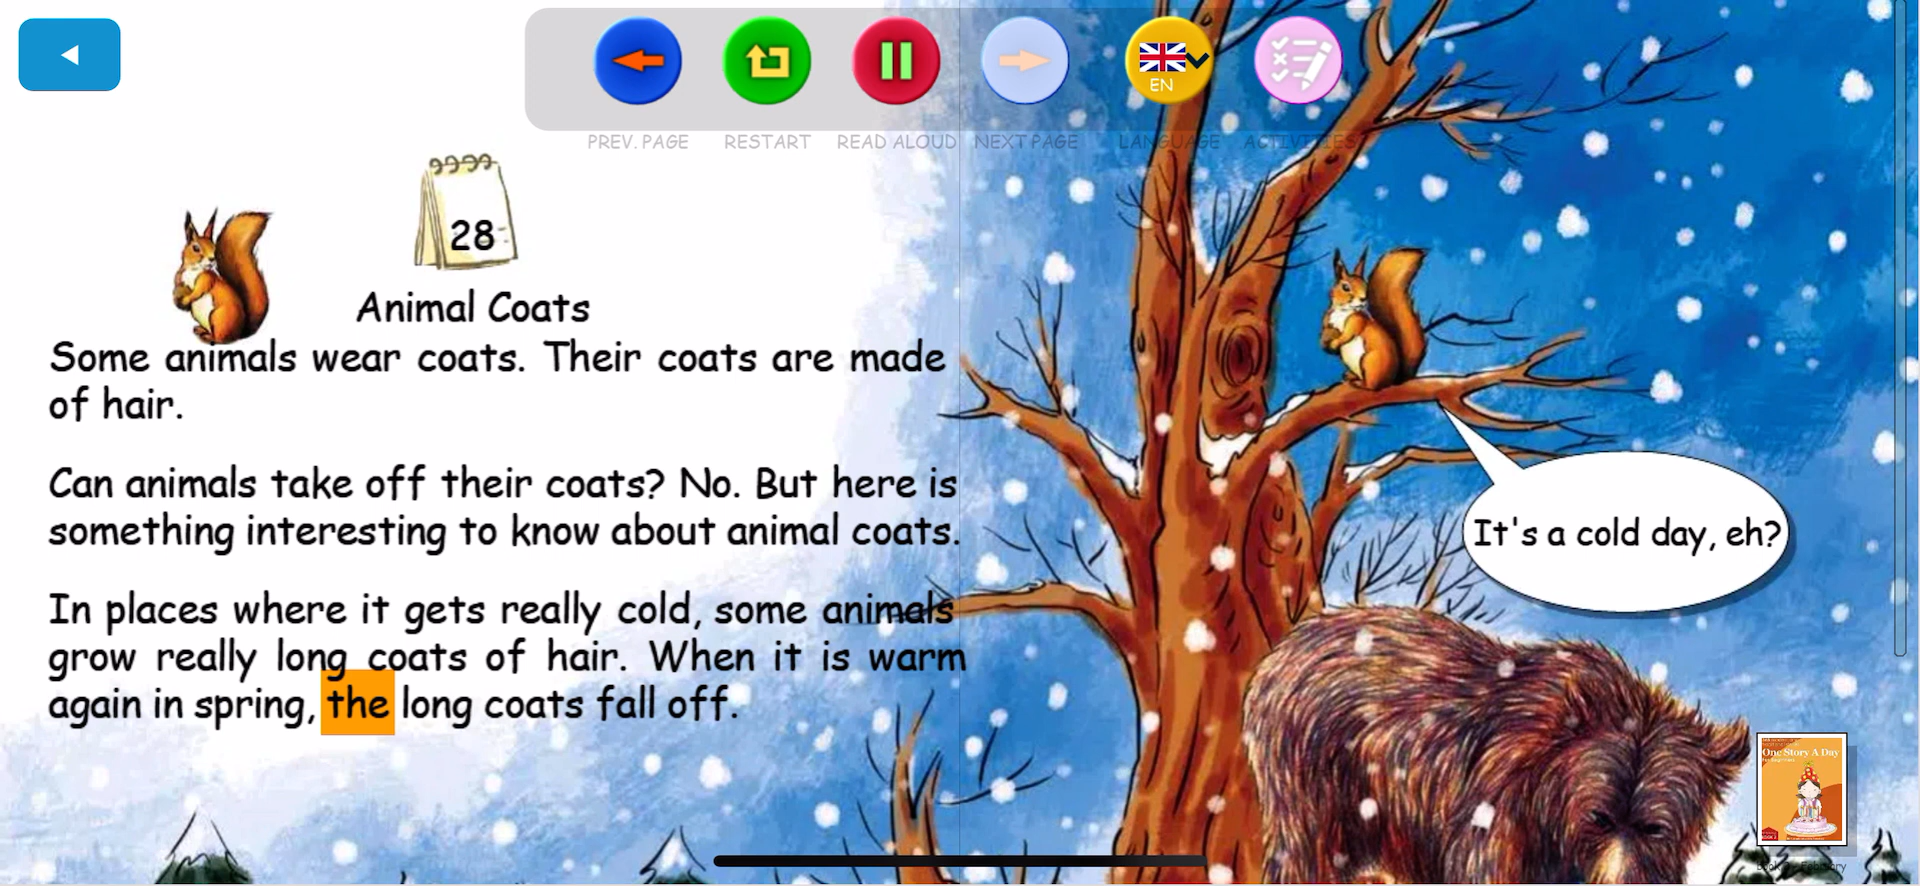 EN
PREV. PAGE
RESTART
READ ALOUD
NEXT PAGE
LANGUAGE
ACTIVITIES
28
Animal Coats
Some animals wear coats. Their coats are made
of hair.
Can animals take off their coats? No. But here is
something interesting to know about animal coats.
In places where it gets really cold, some animals
grow really long coats of hair. When it is warm
again in spring, the long coats fall off.
It's a cold day, eh?
One Story A Day